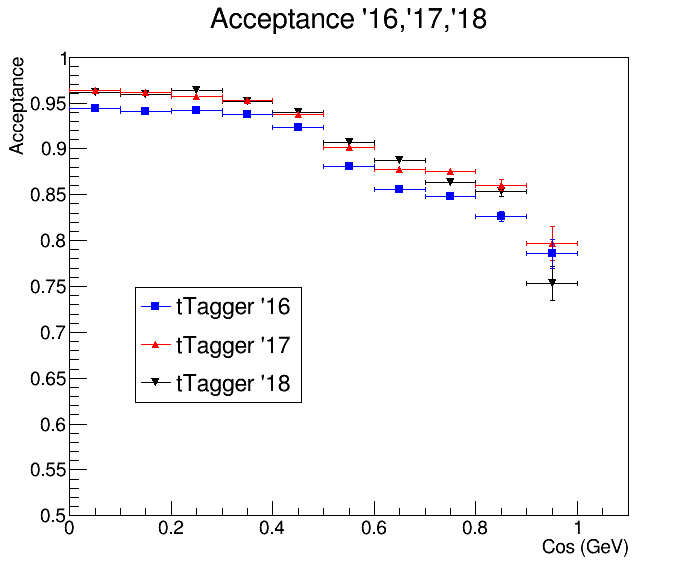 Acceptance '16,'17,'18
Acceptance
1
0.95
0.9
0.85
0.8
0.75
0.7
0.65
0.6
0.55
0.5
tTagger '16
tTagger '17
tTagger '18
0 0.2 0.4 0.6 0.8 1
Cos (GeV)